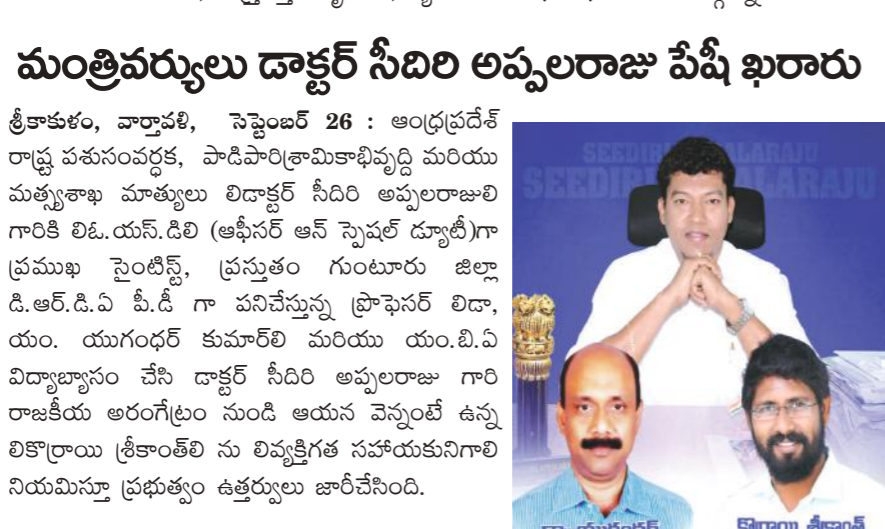 మంత్రివర్యులు డాక్టర్ సీదిరి అప్పలరాజు పేషీ ఖరారు
శ్రీకాకుళం, వార్తావళి, సెప్టెంబర్ 26 : ఆంధ్రప్రదేశ్
రాష్ట్ర పశుసంవర్ధక, పాడిపారిశ్రామికాభివృద్ది మరియు
మత్స్యశాఖ మాత్యులు లిడాక్టర్ సీదిరి అప్పలరాజులి
గారికి లిఓ.యస్.డిలి (ఆఫీసర్ ఆన్ స్పెషల్ డ్యూటీ)గా
ప్రముఖ సైంటిస్ట్, ప్రస్తుతం గుంటూరు జిల్లా
డి.ఆర్.డి.ఏ పీ.డీ గా పనిచేస్తున్న ప్రొఫెసర్ లిడా,
యం. యుగంధర్ కుమార్‌లి మరియు యం.బి.ఏ
విద్యాబ్యాసం చేసి డాక్టర్ సీదిరి అప్పలరాజు గారి
రాజకీయ అరంగేట్రం నుండి ఆయన వెన్నంటే ఉన్న
లికొర్రాయి శ్రీకాంత్‌లి ను లివ్యక్తిగత సహాయకునిగాలి
నియమిస్తూ ప్రభుత్వం ఉత్తర్వులు జారీచేసింది.
SEEDIRI APPALARAJU
SEEDIRI APPALARAJU
డా. యుగంధర్
కొర్రాయి శ్రీకాంత్